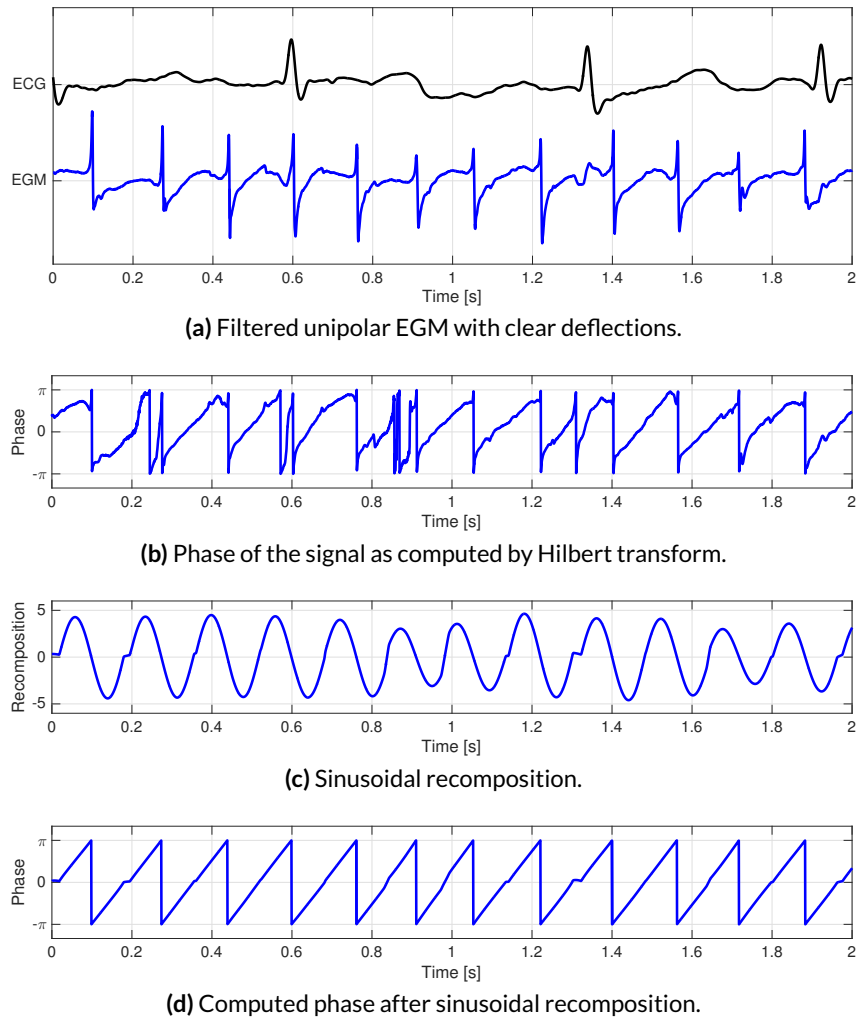 ECG
EGM
0 0.2 0.4 0.6 0.8 1 1.2 1.4 1.6 1.8 2
Time [s]
(a) Filtered unipolar EGM with clear deflections.
π
0
-π
Phase
0 0.2 0.4 0.6 0.8 1 1.2 1.4 1.6 1.8 2
Time [s]
(b) Phase of the signal as computed by Hilbert transform.
5
0
-5
Recomposition
0 0.2 0.4 0.6 0.8 1 1.2 1.4 1.6 1.8 2
Time [s]
(c) Sinusoidal recomposition.
π
0
-π
Phase
0 0.2 0.4 0.6 0.8 1 1.2 1.4 1.6 1.8 2
Time [s]
(d) Computed phase after sinusoidal recomposition.